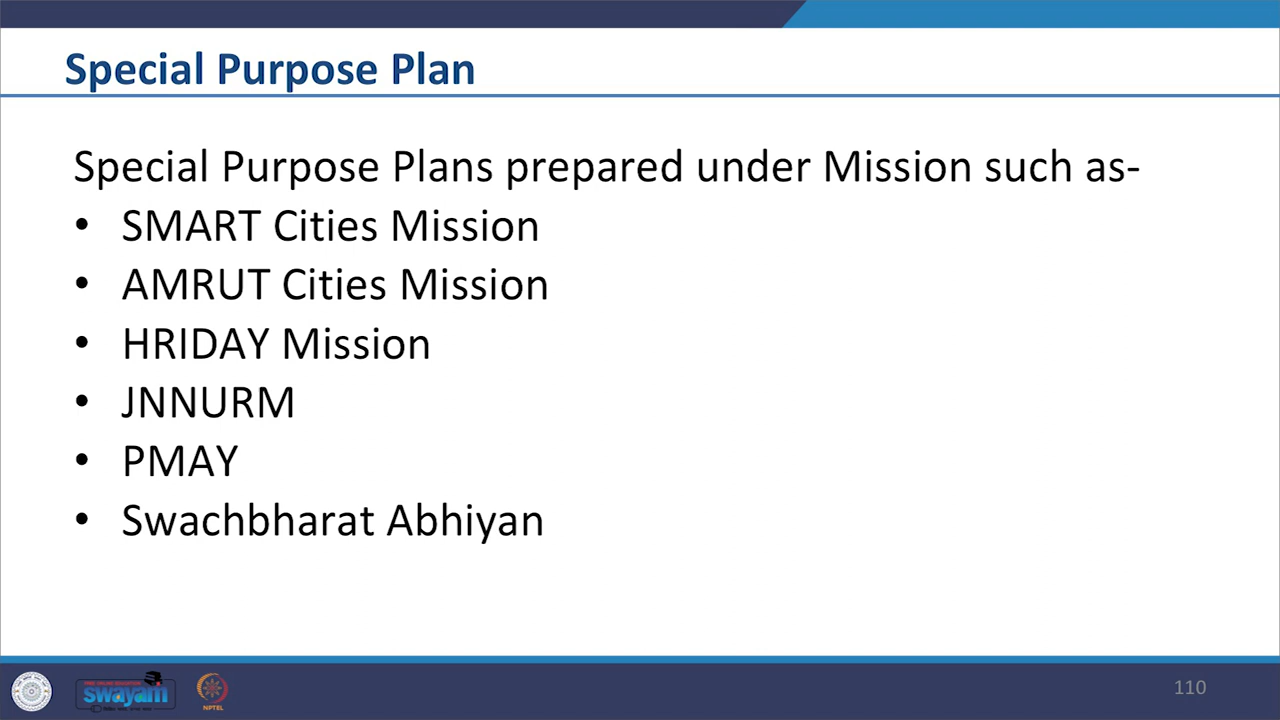 Special Purpose Plan
Special Purpose Plans prepared under Mission such as-
• SMART Cities Mission
• AMRUT Cities Mission
• HRIDAY Mission
• JNNURM
• PMAY
• Swachbharat Abhiyan
swayam
NPTEL
110